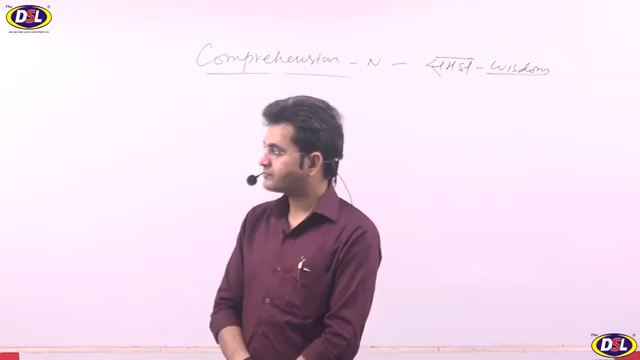 The DSL
Comprehension - N - समझ - wisdom
The DSL